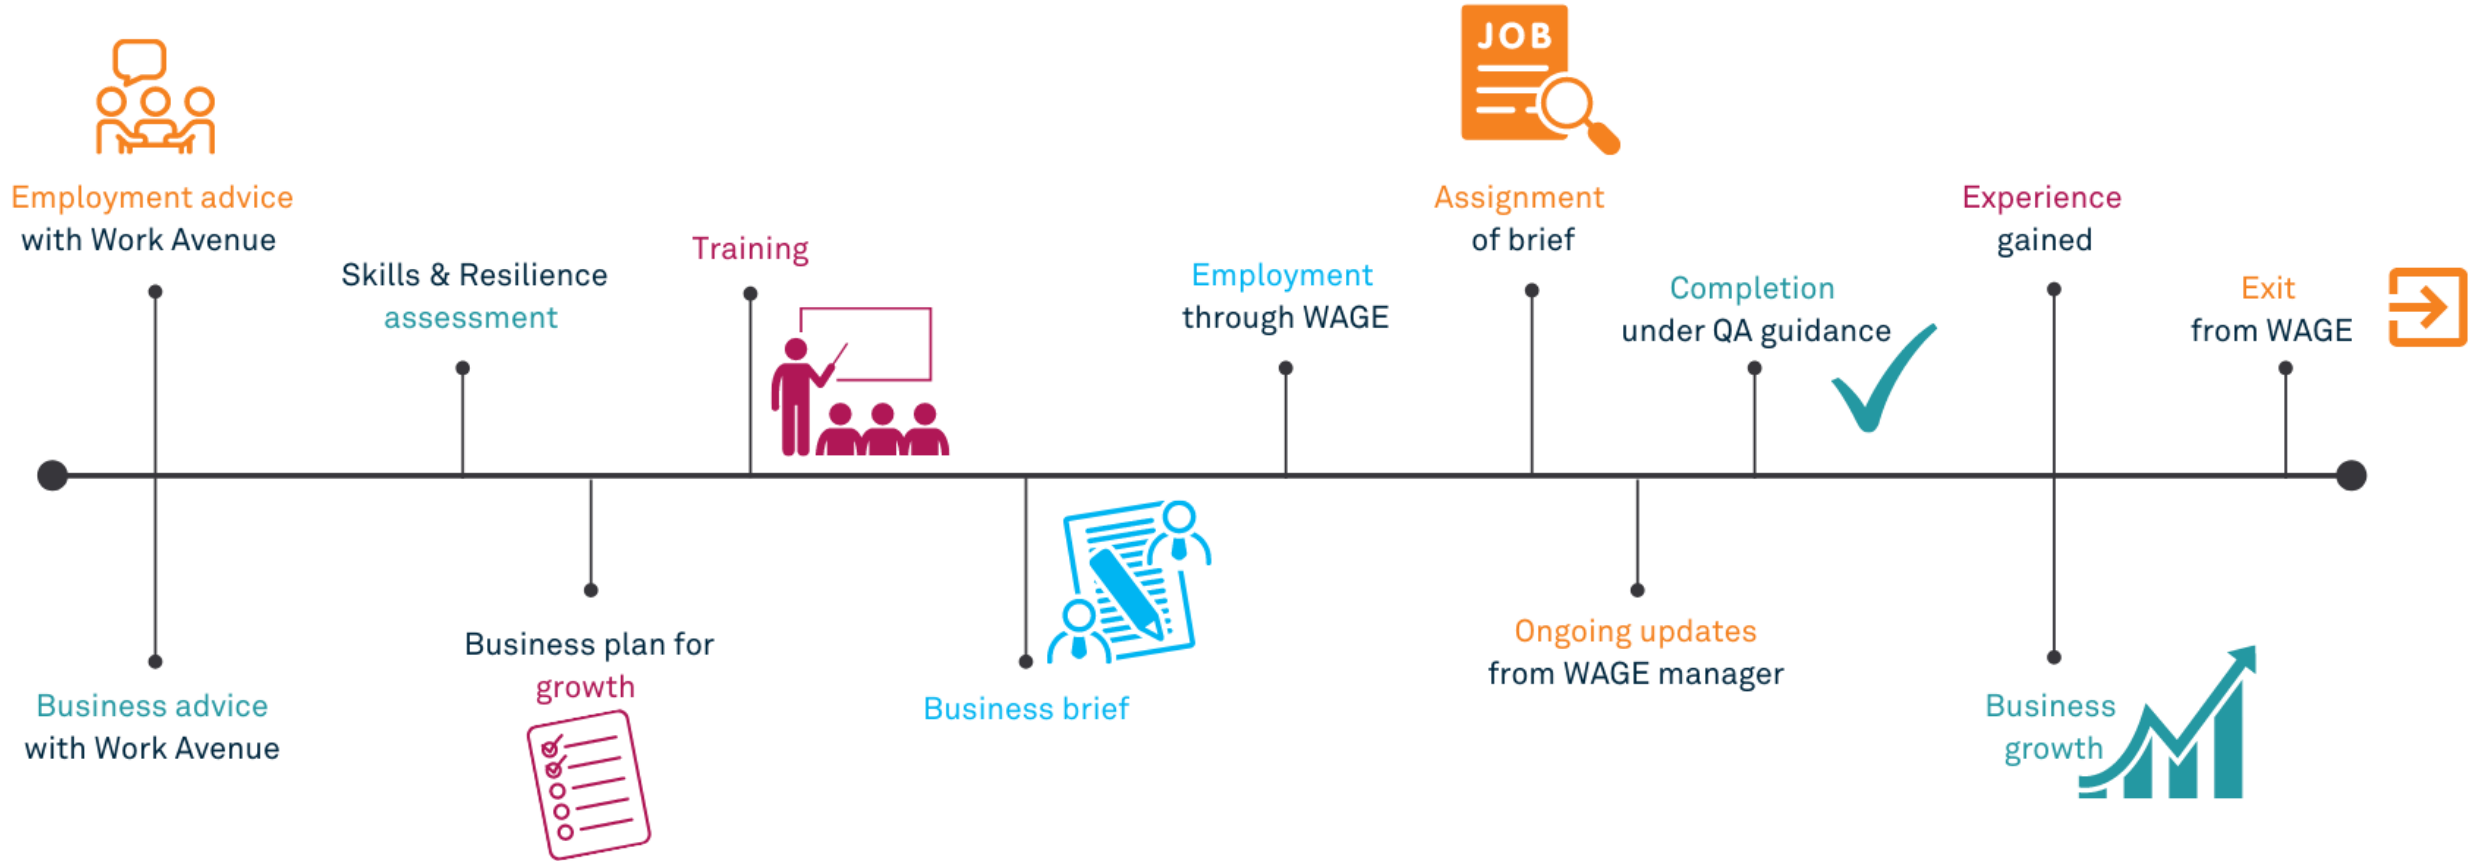 JOB
Employment advice
with Work Avenue
Skills & Resilience
assessment
Training
Employment
through WAGE
Assignment
of brief
Completion
under QA guidance
Experience
gained
Exit
from WAGE
Business advice
with Work Avenue
Business plan for
growth
Business brief
Ongoing updates
from WAGE manager
Business
growth